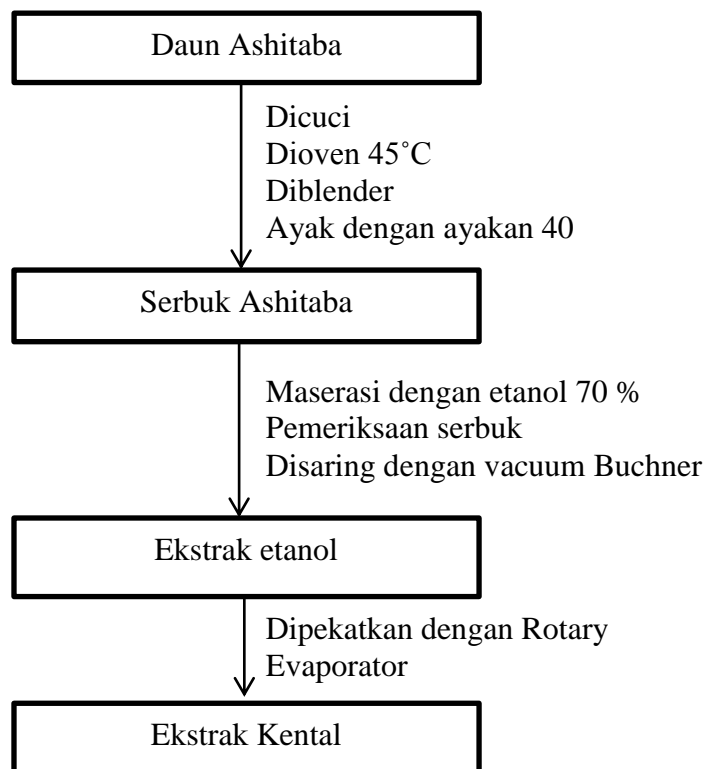 Daun Ashitaba
Dicuci
Dioven 45˚C
Diblender
Ayak dengan ayakan 40
Serbuk Ashitaba
Maserasi dengan etanol 70 %
Pemeriksaan serbuk
Disaring dengan vacuum Buchner
Ekstrak etanol
Dipekatkan dengan Rotary
Evaporator
Ekstrak Kental